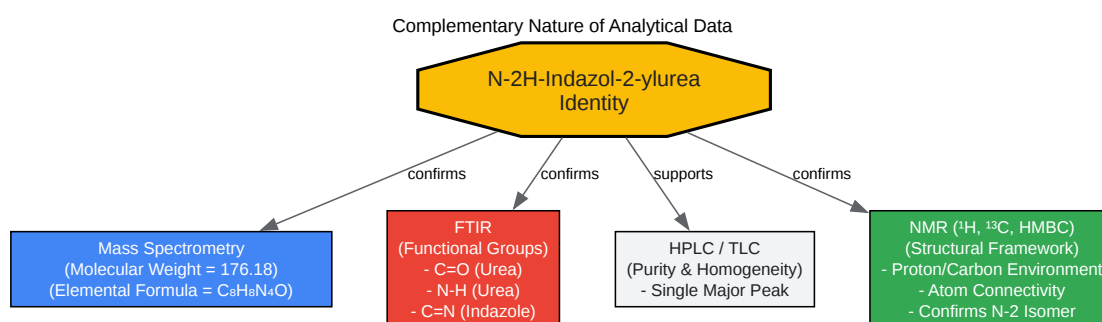 Complementary Nature of Analytical Data
N-2H-Indazol-2-ylurea
Identity
confirms
confirms
supports
confirms
Mass Spectrometry
(Molecular Weight = 176.18)
(Elemental Formula = C₈H₈N₄O)
FTIR
(Functional Groups)
- C=O (Urea)
- N-H (Urea)
- C=N (Indazole)
HPLC / TLC
(Purity & Homogeneity)
- Single Major Peak
NMR (¹H, ¹³C, HMBC)
(Structural Framework)
- Proton/Carbon Environment
- Atom Connectivity
- Confirms N-2 Isomer